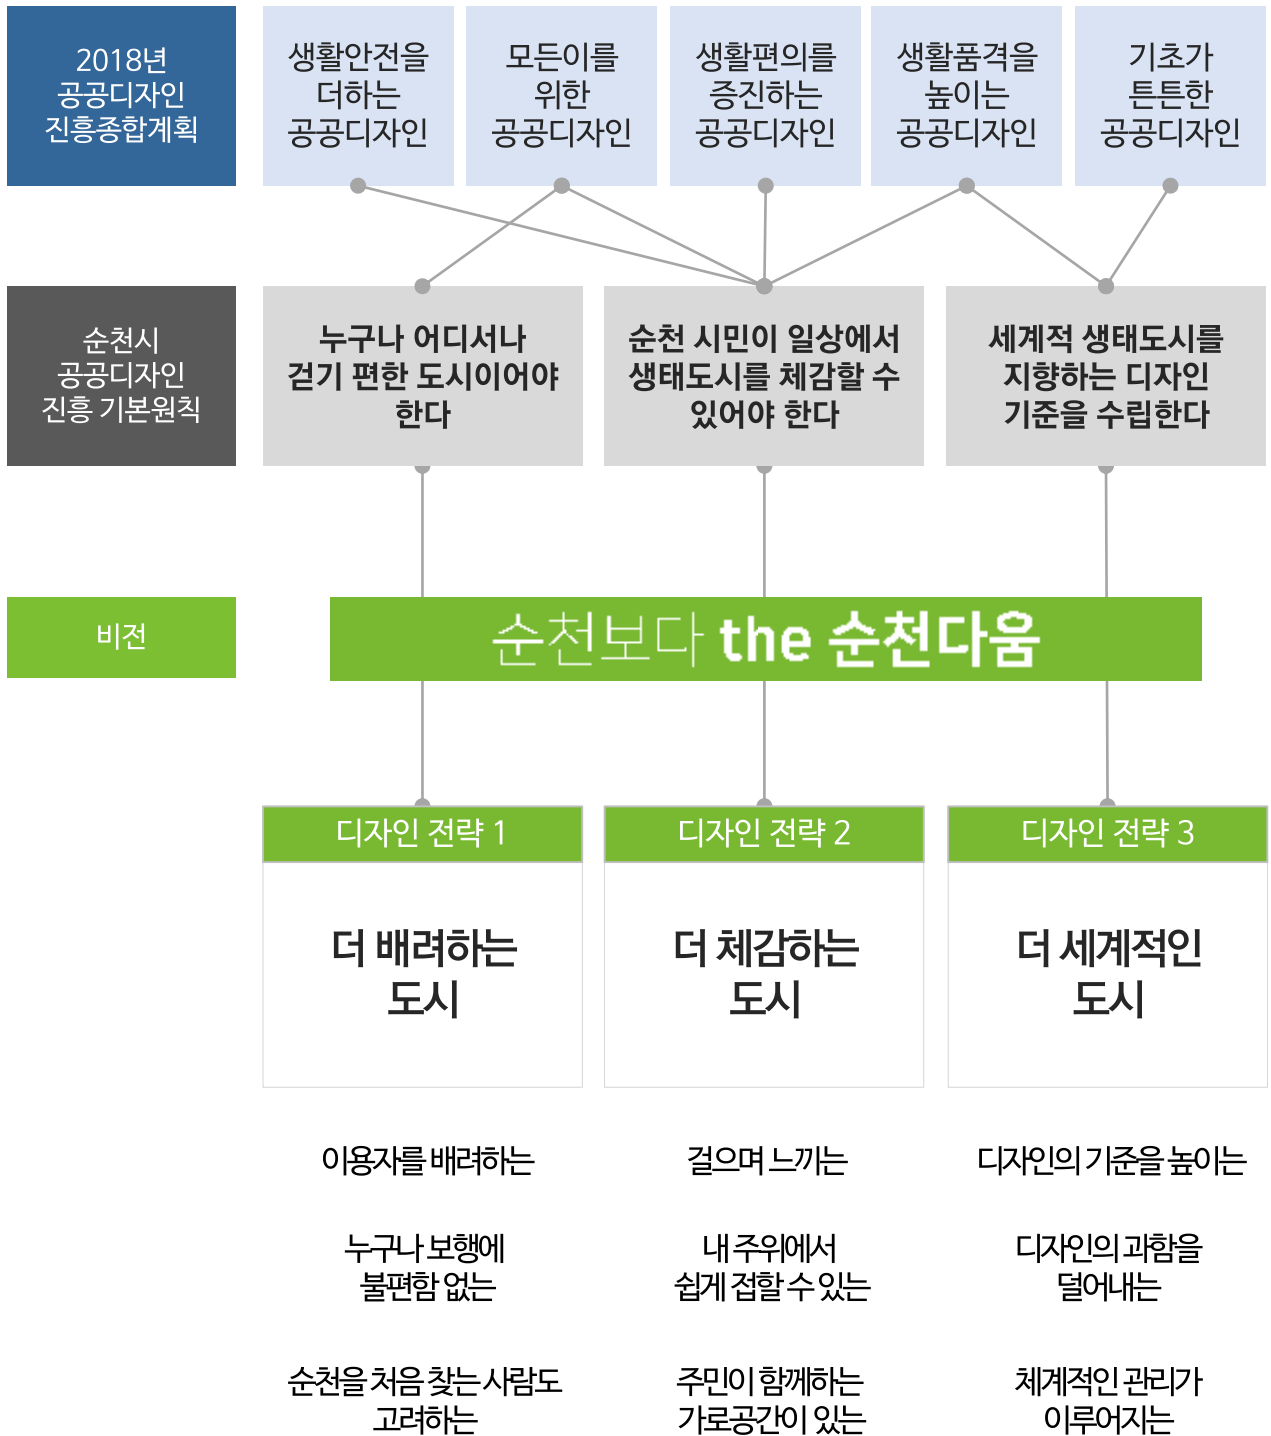 2018년
공공디자인
진흥종합계획
생활안전을
더하는
공공디자인
모든이를
위한
공공디자인
생활편의를
증진하는
공공디자인
생활품격을
높이는
공공디자인
기초가
튼튼한
공공디자인
순천시
공공디자인
진흥 기본원칙
누구나 어디서나
걷기 편한 도시이어야
한다
순천 시민이 일상에서
생태도시를 체감할 수
있어야 한다
세계적 생태도시를
지향하는 디자인
기준을 수립한다
비전
순천보다 the 순천다움
디자인 전략 1
더 배려하는
도시
이용자를 배려하는
누구나 보행에
불편함 없는
순천을 처음 찾는 사람도
고려하는
디자인 전략 2
더 체감하는
도시
걸으며 느끼는
내 주위에서
쉽게 접할 수 있는
주민이 함께하는
가로공간이 있는
디자인 전략 3
더 세계적인
도시
디자인의 기준을 높이는
디자인의 과함을
덜어내는
체계적인 관리가
이루어지는